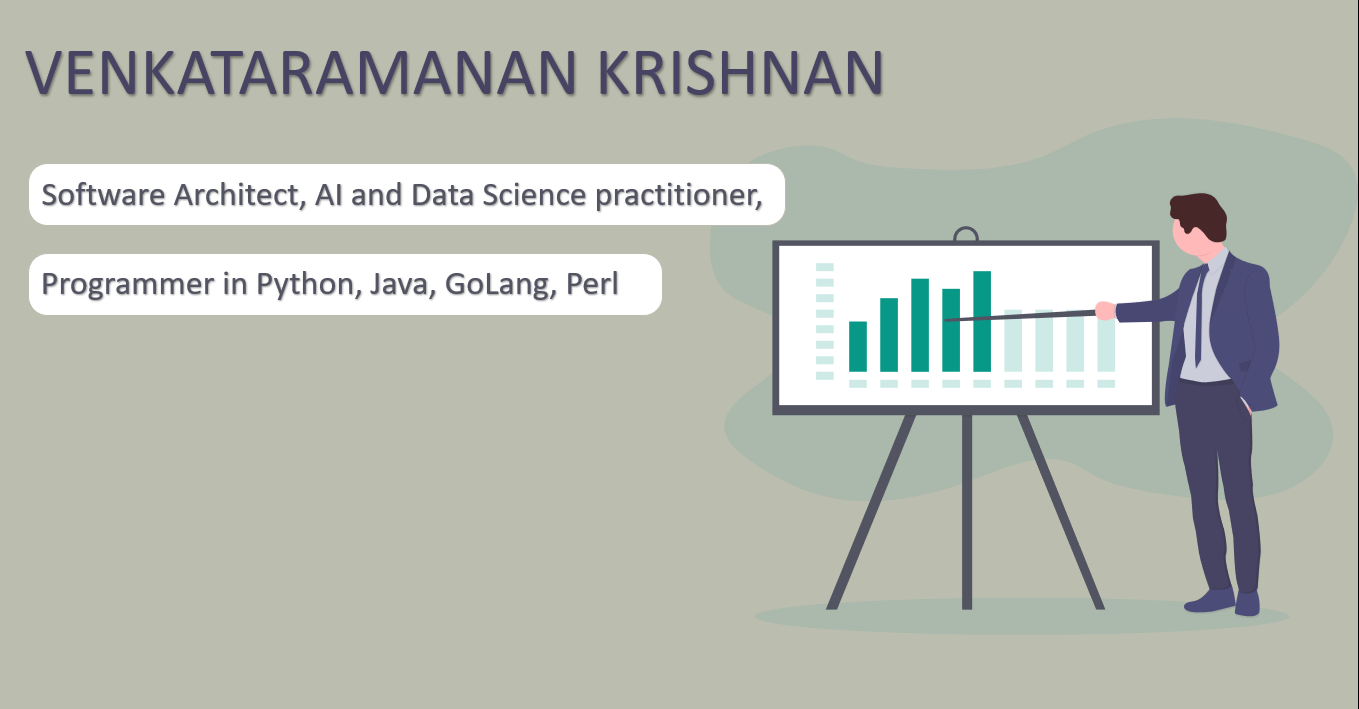 VENKATARAMANAN KRISHNAN
Software Architect, AI and Data Science practitioner,
Programmer in Python, Java, GoLang, Perl